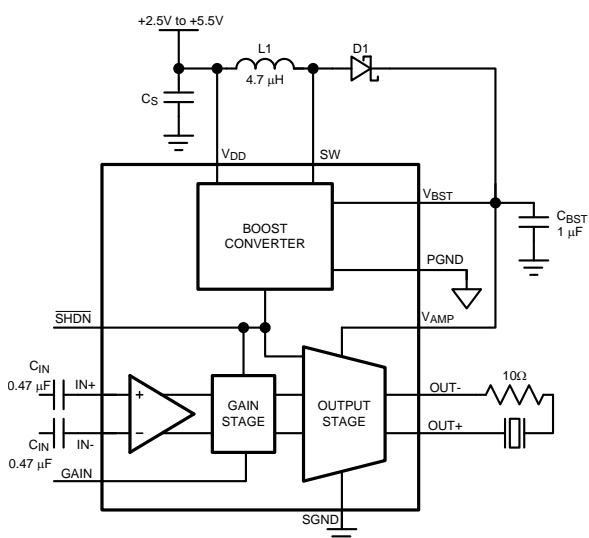 +2.5V to +5.5V
L1
4.7 μH
D1
CS
VDD
SW
VBST
CBST
1 μF
BOOST
CONVERTER
PGND
SHDN
VAMP
CIN
0.47 μF
IN+
+
GAIN
STAGE
OUTPUT
STAGE
OUT-
10Ω
OUT+
−
CIN
IN-
0.47 μF
GAIN
SGND